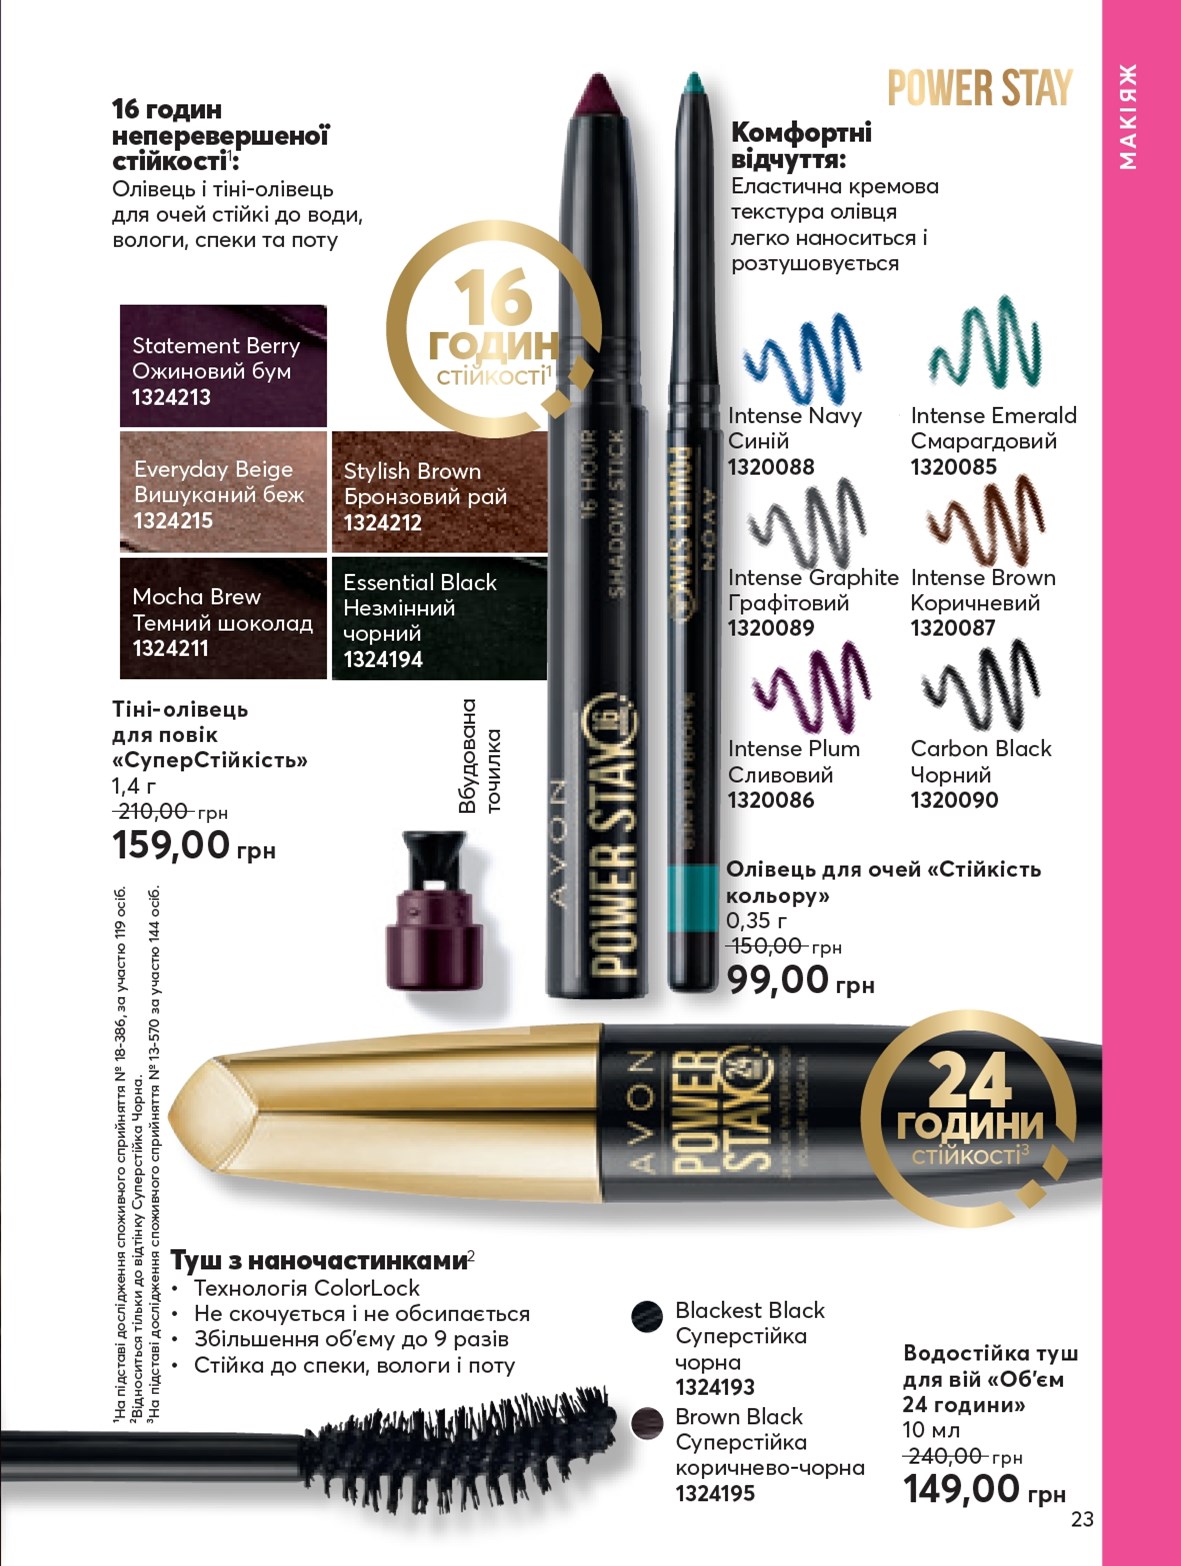 POWER STAY
МАКІЯЖ
16 годин
неперевершеної
стійкості¹:
Олівець і тіні-олівець
для очей стійкі до води,
вологи, спеки та поту
16
ГОДИН
СТІЙКОСТІ¹
Комфортні
відчуття:
Еластична кремова
текстура олівця
легко наноситься і
розтушовується
Statement Berry
Ожиновий бум
1324213
Everyday Beige
Вишуканий беж
1324215
Stylish Brown
Бронзовий рай
1324212
Mocha Brew
Темний шоколад
1324211
Essential Black
Незмінний
чорний
1324194
Тіні-олівець
для повік
«СуперСтійкість»
1,4 г
210,00 грн
159,00 грн
Вбудована
точилка
16 HOUR
SHADOW STICK
AVON
POWER STAY
16
AVON
POWER STAY
Intense Navy
Синій
1320088
Intense Emerald
Смарагдовий
1320085
Intense Graphite
Графітовий
1320089
Intense Brown
Коричневий
1320087
Intense Plum
Сливовий
1320086
Carbon Black
Чорний
1320090
Олівець для очей «Стійкість
кольору»
0,35 г
150,00 грн
99,00 грн
AVON
POWER
STAY
24
24 HOUR WATERPROOF
VOLUME MASCARA
24
ГОДИНИ
СТІЙКОСТІ³
¹На підставі дослідження споживчого сприйняття № 18-386, за участю 119 осіб.
²Відноситься тільки до відтінку Суперстійка Чорна.
³На підставі дослідження споживчого сприйняття № 13-570 за участю 144 осіб.
Туш з наночастинками²
• Технологія ColorLock
• Не скочується і не обсипається
• Збільшення об'єму до 9 разів
• Стійка до спеки, вологи і поту
Blackest Black
Суперстійка
чорна
1324193
Brown Black
Суперстійка
коричнево-чорна
1324195
Водостійка туш
для вій «Об'єм
24 години»
10 мл
240,00 грн
149,00 грн
23